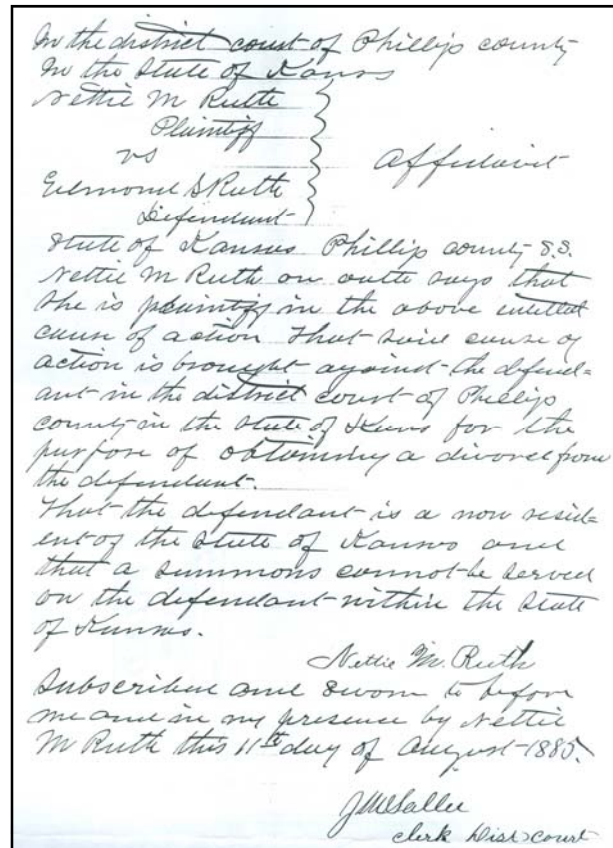 In the district court of Phillip county
In the State of Kansas
Nettie M Ruth
Plaintiff
vs
Affidavit
Edmond S Ruth
Defendant
State of Kansas Phillip county S.S.
Nettie M Ruth on oath says that
she is plaintiff in the above entitled
cause of action That said cause of
action is brought against the defend=
ant in the district court of Phillip
county in the State of Kans for the
purpose of obtaining a divorce from
the defendant.
That the defendant is a non resid=
ent of the State of Kansas and
that a summons cannot be served
on the defendant within the State
of Kansas.
Nettie M. Ruth
Subscribed and sworn to before
me and in my presence by Nettie
M Ruth this 11th day of August 1885.
Sallee
clerk Dist court